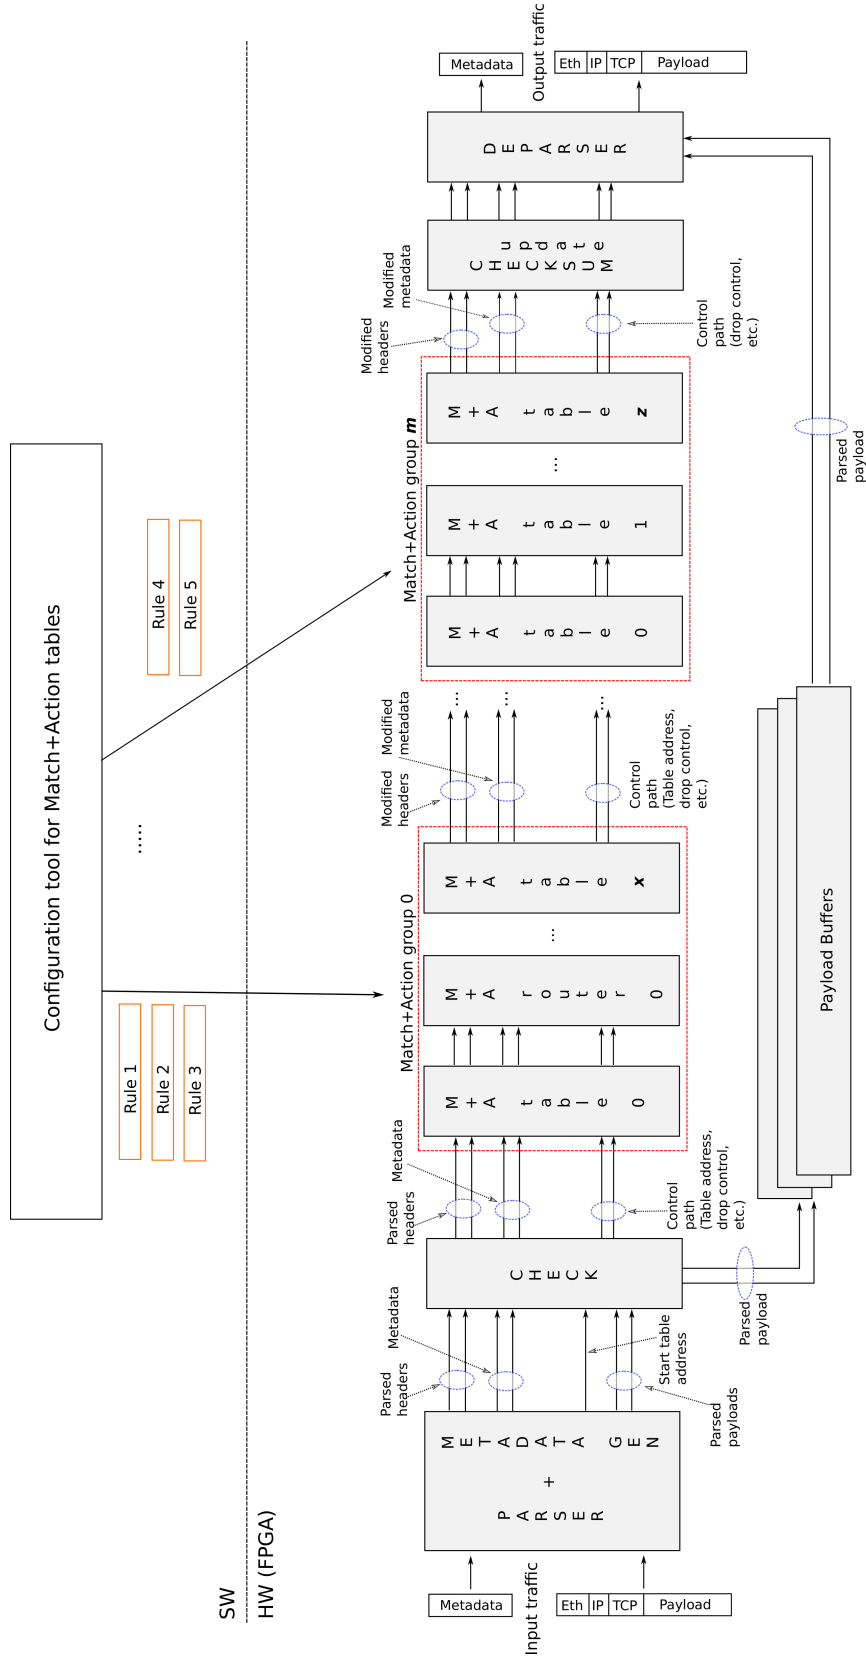 Configuration tool for Match+Action tables
Rule 1
Rule 2
Rule 3
.....
Rule 4
Rule 5
SW
HW (FPGA)
Input traffic
Metadata
Eth IP TCP Payload
PARSER
+
METADATA GEN
Parsed
headers
Metadata
Start table
address
Parsed
payloads
CHECK
Parsed
payload
Parsed
headers
Metadata
Control
path
(Table address,
drop control,
etc.)
Match+Action group 0
M+A table 0
M+A router 0
...
M+A table x
Modified
headers
Modified
metadata
Control
path
(Table address,
drop control,
etc.)
...
...
...
Match+Action group m
M+A table 0
M+A table 1
...
M+A table z
Modified
headers
Modified
metadata
Control
path
(drop control,
etc.)
CHECKSUM
update
DEPARSER
Payload Buffers
Parsed
payload
Output traffic
Metadata
Eth IP TCP Payload